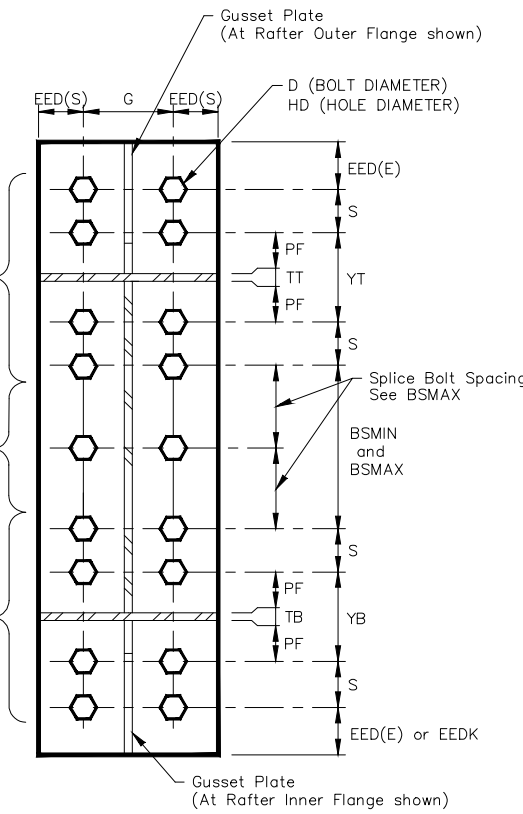 Gusset Plate
(At Rafter Outer Flange shown)
EED(S)
G
EED(S)
D (BOLT DIAMETER)
HD (HOLE DIAMETER)
EED(E)
S
PF
TT
YT
PF
S
Splice Bolt Spacing
See BSMAX
BSMIN
and
BSMAX
S
PF
TB
YB
PF
S
EED(E) or EEDK
Gusset Plate
(At Rafter Inner Flange shown)